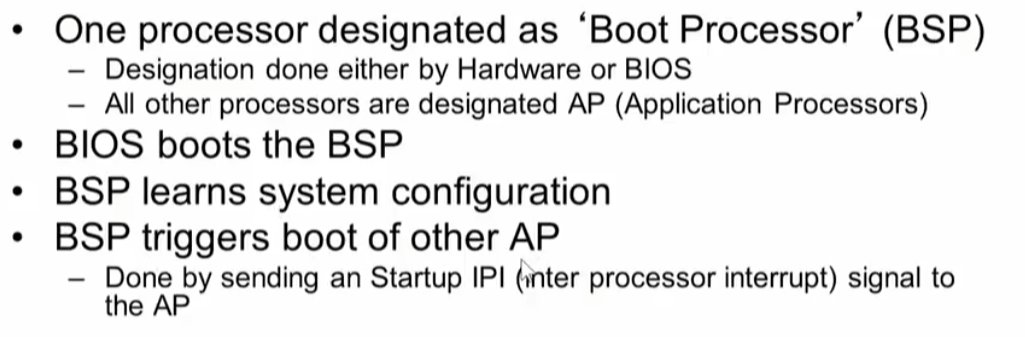 • One processor designated as ‘Boot Processor’ (BSP)
– Designation done either by Hardware or BIOS
– All other processors are designated AP (Application Processors)
• BIOS boots the BSP
• BSP learns system configuration
• BSP triggers boot of other AP
– Done by sending an Startup IPI (inter processor interrupt) signal to
the AP